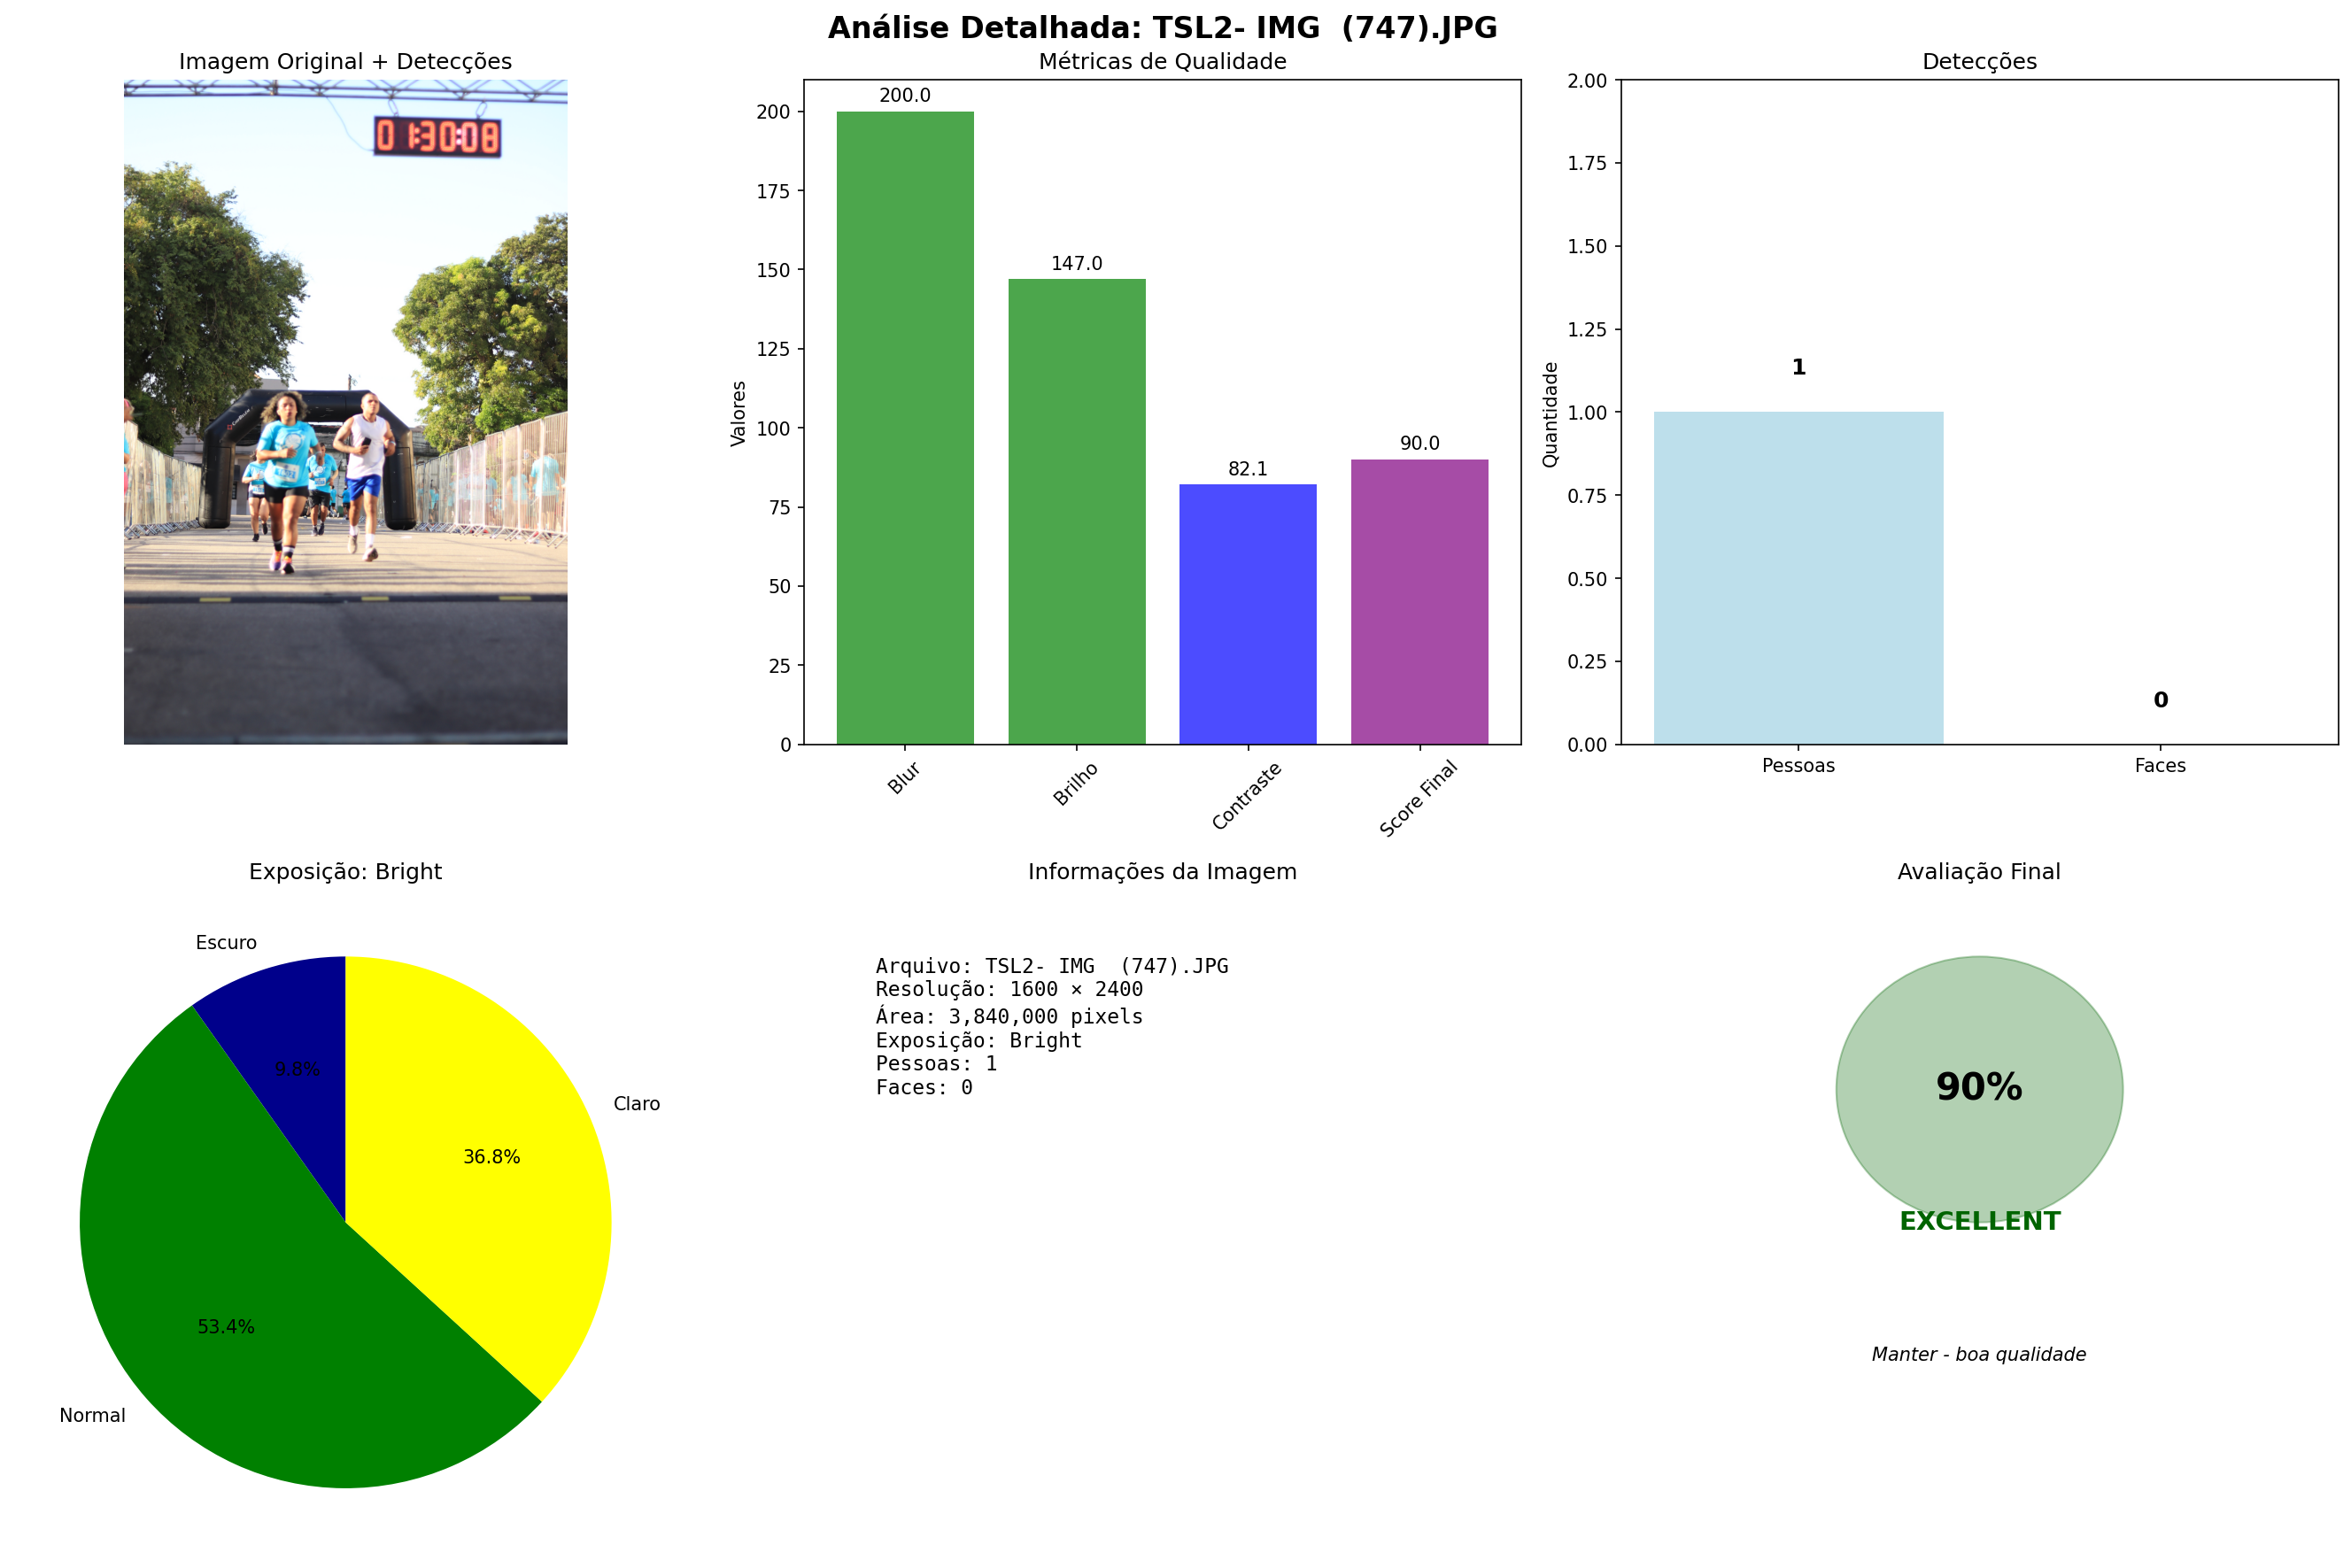 Análise Detalhada: TSL2- IMG  (747).JPG
Imagem Original + Detecções
01:30:08
Métricas de Qualidade
Valores
200
175
150
125
100
75
50
25
0
200.0
147.0
82.1
90.0
Blur
Brilho
Contraste
Score Final
Detecções
Quantidade
2.00
1.75
1.50
1.25
1.00
0.75
0.50
0.25
0.00
1
0
Pessoas
Faces
Exposição: Bright
Escuro
9.8%
Claro
36.8%
53.4%
Normal
Informações da Imagem
Arquivo: TSL2- IMG  (747).JPG
Resolução: 1600 × 2400
Área: 3,840,000 pixels
Exposição: Bright
Pessoas: 1
Faces: 0
Avaliação Final
90%
EXCELLENT
Manter - boa qualidade